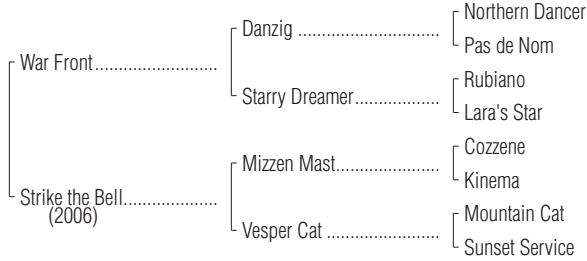 Northern Dancer
Danzig ................................
Pas de Nom
War Front...........................
Rubiano
Starry Dreamer...................
Lara's Star
Cozzene
Mizzen Mast.......................
Kinema
Strike the Bell.....................
(2006)
Mountain Cat
Vesper Cat .........................
Sunset Service